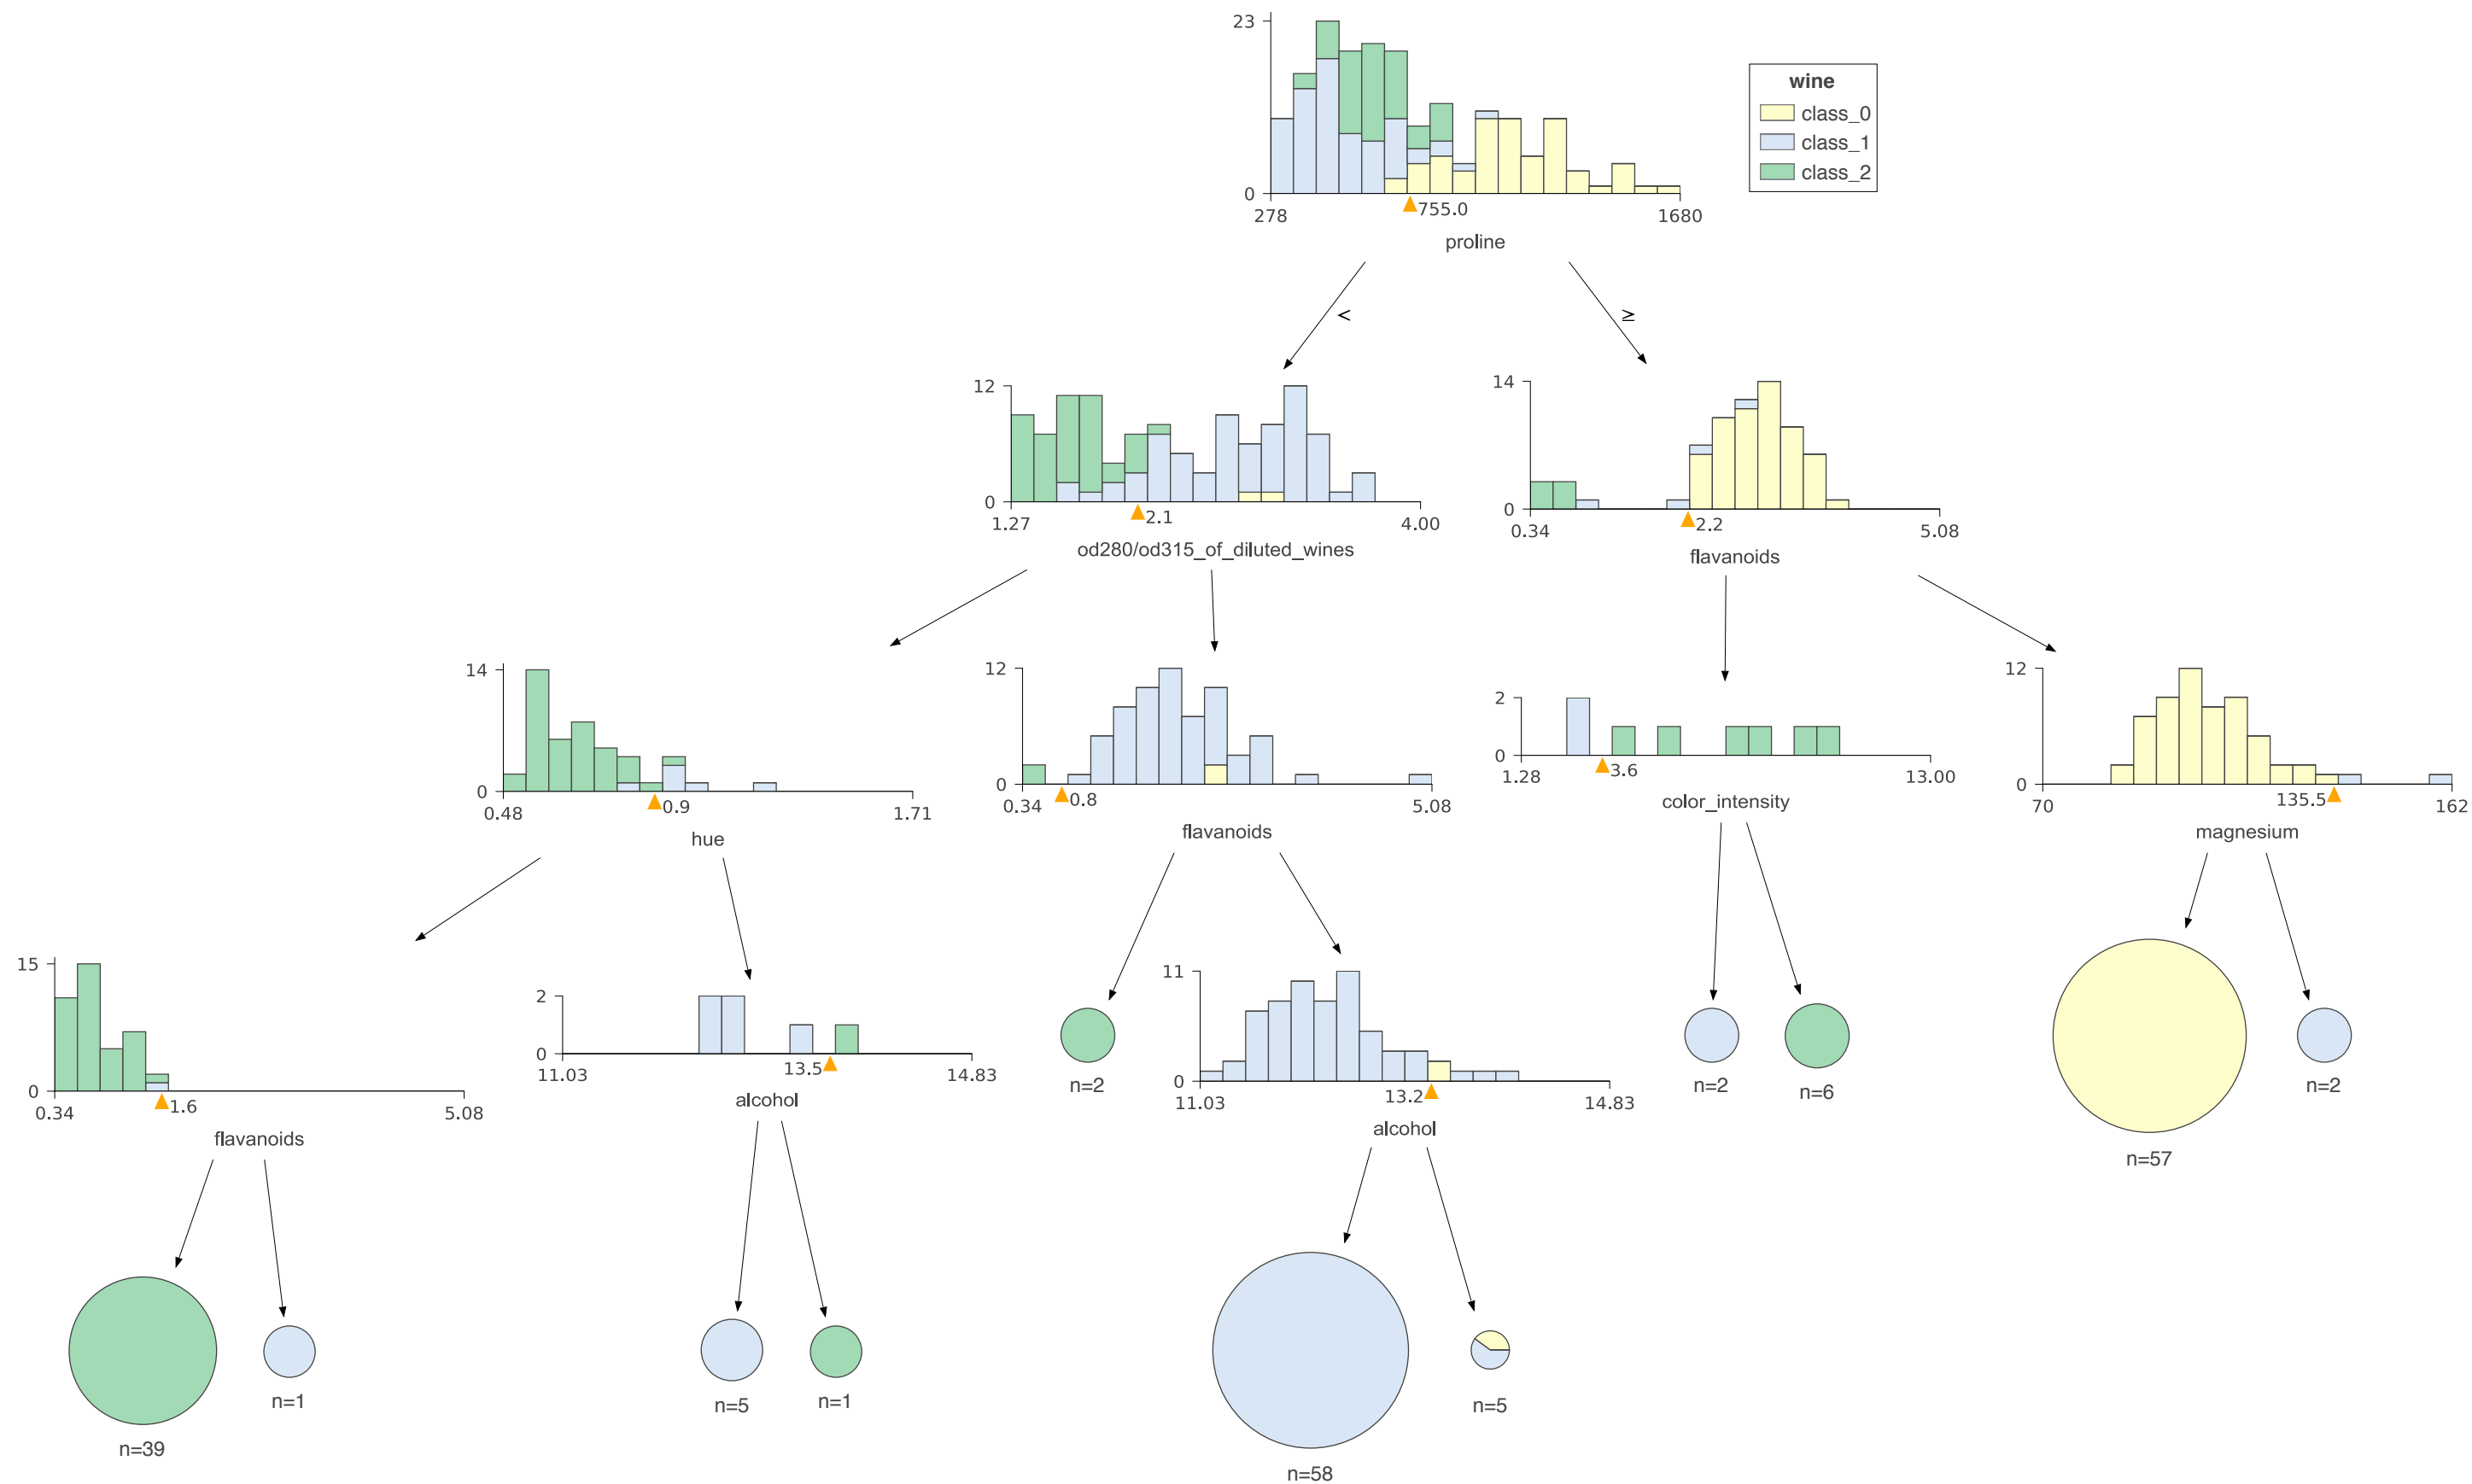 23
0
278
755.0
1680
proline
wine
class_0
class_1
class_2
<
≥
12
0
1.27
2.1
4.00
od280/od315_of_diluted_wines
14
0
0.34
2.2
5.08
flavanoids
14
0
0.48
0.9
1.71
hue
12
0
0.34
0.8
5.08
flavanoids
2
0
1.28
3.6
13.00
color_intensity
12
0
70
135.5
162
magnesium
15
0
0.34
1.6
5.08
flavanoids
2
0
11.03
13.5
14.83
alcohol
n=2
11
0
11.03
13.2
14.83
alcohol
n=2
n=6
n=57
n=2
n=39
n=1
n=5
n=1
n=58
n=5